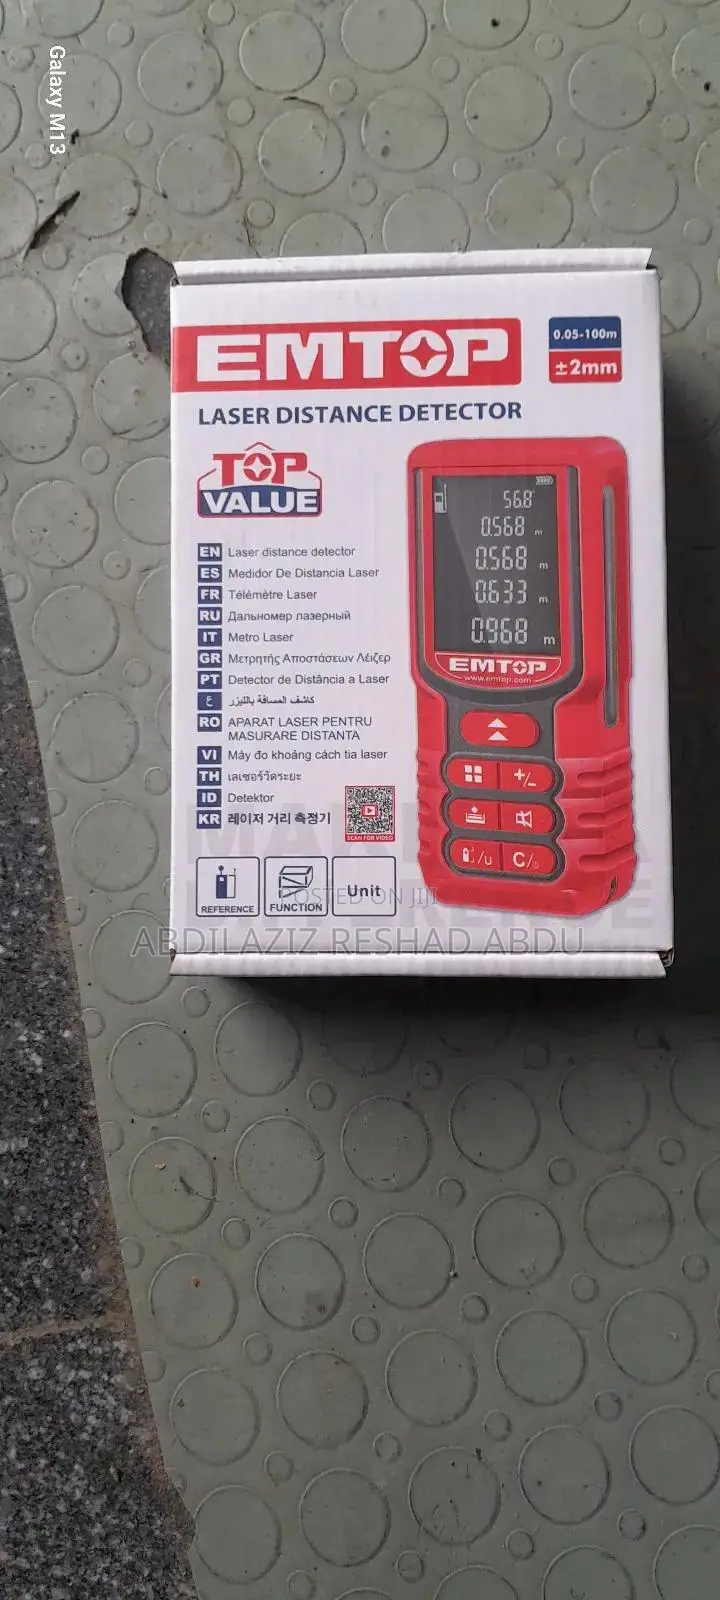 Galaxy M13
EMTOP
0.05-100m
±2mm
LASER DISTANCE DETECTOR
TOP
VALUE
EN Laser distance detector
ES Medidor De Distancia Laser
FR Télémètre Laser
RU Дальномер лазерный
IT Metro Laser
GR Μετρητής Αποστάσεων Λέιζερ
PT Detector de Distância a Laser
ع كاشف المسافة بالليزر
RO APARAT LASER PENTRU
MASURARE DISTANTA
VI Máy đo khoảng cách tia laser
TH เลเซอร์วัดระยะ
ID Detektor
KR 레이저 거리 측정기
SCAN FOR VIDEO
REFERENCE
FUNCTION
Unit
56.8°
0.568 m
0.568 m
0.633 m
0.968 m
EMTOP
www.emtop.com
+/-
/U
C/
POSTED ON JIJI
ABDILAZIZ RESHAD ABDU